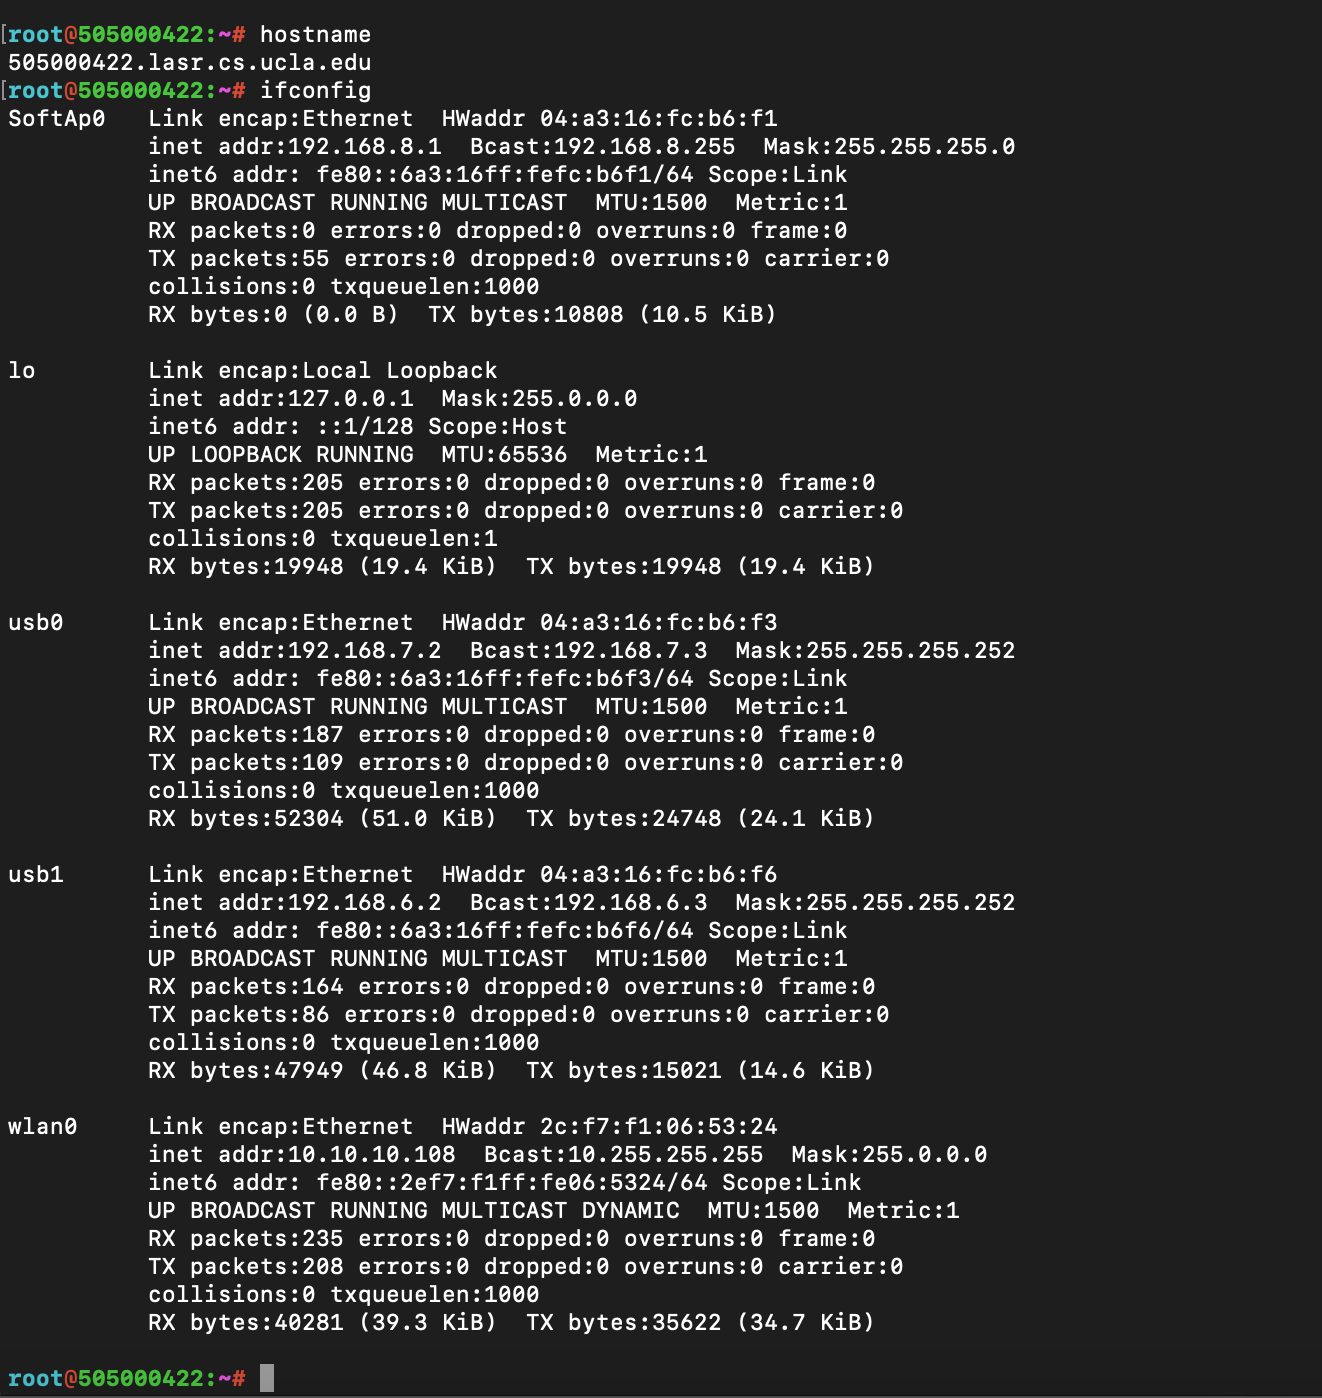 [root@505000422:~# hostname
505000422.lasr.cs.ucla.edu
[root@505000422:~# ifconfig
SoftAp0   Link encap:Ethernet  HWaddr 04:a3:16:fc:b6:f1
          inet addr:192.168.8.1  Bcast:192.168.8.255  Mask:255.255.255.0
          inet6 addr: fe80::6a3:16ff:fefc:b6f1/64 Scope:Link
          UP BROADCAST RUNNING MULTICAST  MTU:1500  Metric:1
          RX packets:0 errors:0 dropped:0 overruns:0 frame:0
          TX packets:55 errors:0 dropped:0 overruns:0 carrier:0
          collisions:0 txqueuelen:1000
          RX bytes:0 (0.0 B)  TX bytes:10808 (10.5 KiB)

lo        Link encap:Local Loopback
          inet addr:127.0.0.1  Mask:255.0.0.0
          inet6 addr: ::1/128 Scope:Host
          UP LOOPBACK RUNNING  MTU:65536  Metric:1
          RX packets:205 errors:0 dropped:0 overruns:0 frame:0
          TX packets:205 errors:0 dropped:0 overruns:0 carrier:0
          collisions:0 txqueuelen:1
          RX bytes:19948 (19.4 KiB)  TX bytes:19948 (19.4 KiB)

usb0      Link encap:Ethernet  HWaddr 04:a3:16:fc:b6:f3
          inet addr:192.168.7.2  Bcast:192.168.7.3  Mask:255.255.255.252
          inet6 addr: fe80::6a3:16ff:fefc:b6f3/64 Scope:Link
          UP BROADCAST RUNNING MULTICAST  MTU:1500  Metric:1
          RX packets:187 errors:0 dropped:0 overruns:0 frame:0
          TX packets:109 errors:0 dropped:0 overruns:0 carrier:0
          collisions:0 txqueuelen:1000
          RX bytes:52304 (51.0 KiB)  TX bytes:24748 (24.1 KiB)

usb1      Link encap:Ethernet  HWaddr 04:a3:16:fc:b6:f6
          inet addr:192.168.6.2  Bcast:192.168.6.3  Mask:255.255.255.252
          inet6 addr: fe80::6a3:16ff:fefc:b6f6/64 Scope:Link
          UP BROADCAST RUNNING MULTICAST  MTU:1500  Metric:1
          RX packets:164 errors:0 dropped:0 overruns:0 frame:0
          TX packets:86 errors:0 dropped:0 overruns:0 carrier:0
          collisions:0 txqueuelen:1000
          RX bytes:47949 (46.8 KiB)  TX bytes:15021 (14.6 KiB)

wlan0     Link encap:Ethernet  HWaddr 2c:f7:f1:06:53:24
          inet addr:10.10.10.108  Bcast:10.255.255.255  Mask:255.0.0.0
          inet6 addr: fe80::2ef7:f1ff:fe06:5324/64 Scope:Link
          UP BROADCAST RUNNING MULTICAST DYNAMIC  MTU:1500  Metric:1
          RX packets:235 errors:0 dropped:0 overruns:0 frame:0
          TX packets:208 errors:0 dropped:0 overruns:0 carrier:0
          collisions:0 txqueuelen:1000
          RX bytes:40281 (39.3 KiB)  TX bytes:35622 (34.7 KiB)

root@505000422:~#